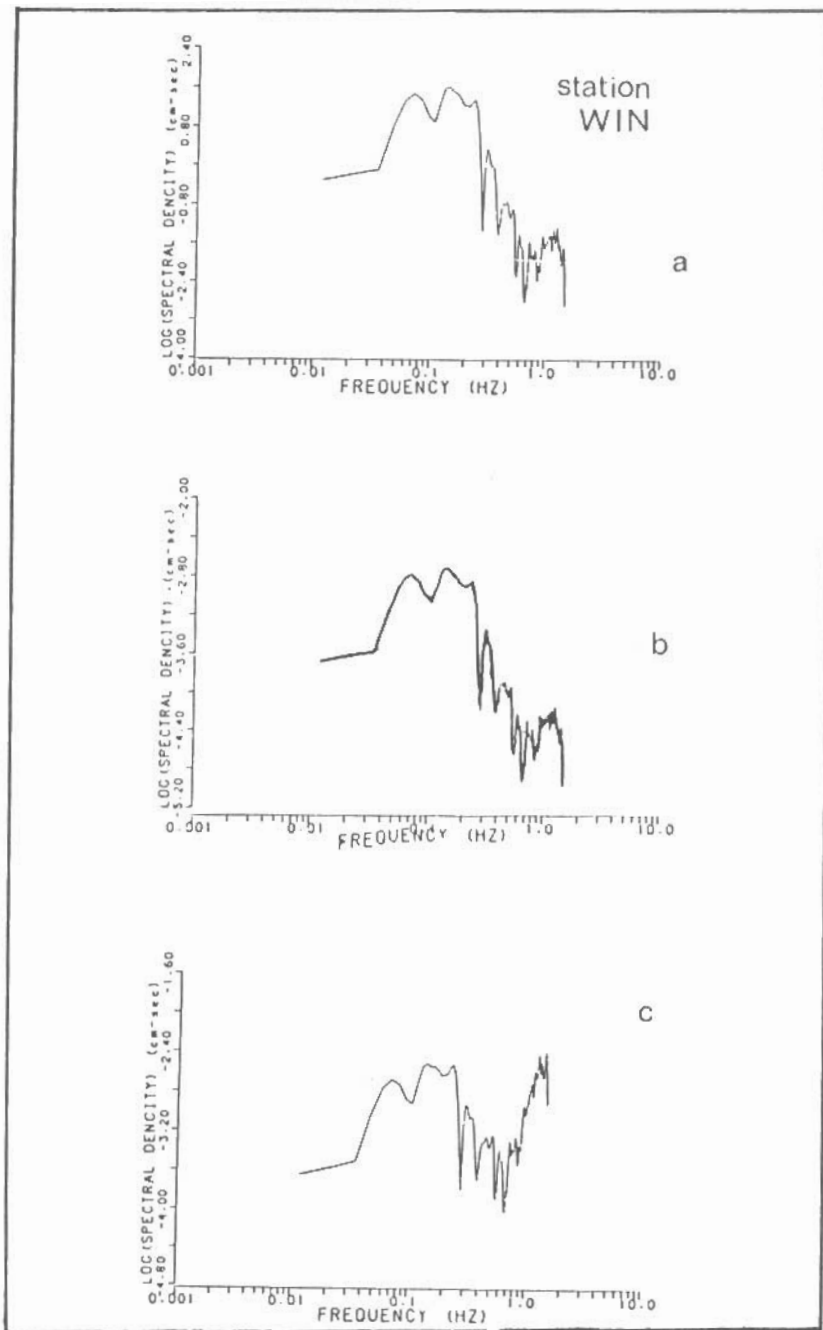 station
WIN
a
LOG(SPECTRAL DENCITY) (cm-sec)
2.40
0.80
-0.80
-2.40
-4.00
0.001 0.01 0.1 1.0 10.0
FREQUENCY (HZ)
b
LOG(SPECTRAL DENCITY).(cm-sec)
-2.00
-2.80
-3.60
-4.40
-5.20
0.001 0.01 0.1 1.0 10.0
FREQUENCY (HZ)
c
LOG(SPECTRAL DENCITY) (cm-sec)
-1.60
-2.40
-3.20
-4.00
-4.80
0.001 0.01 0.1 1.0 10.0
FREQUENCY (HZ)